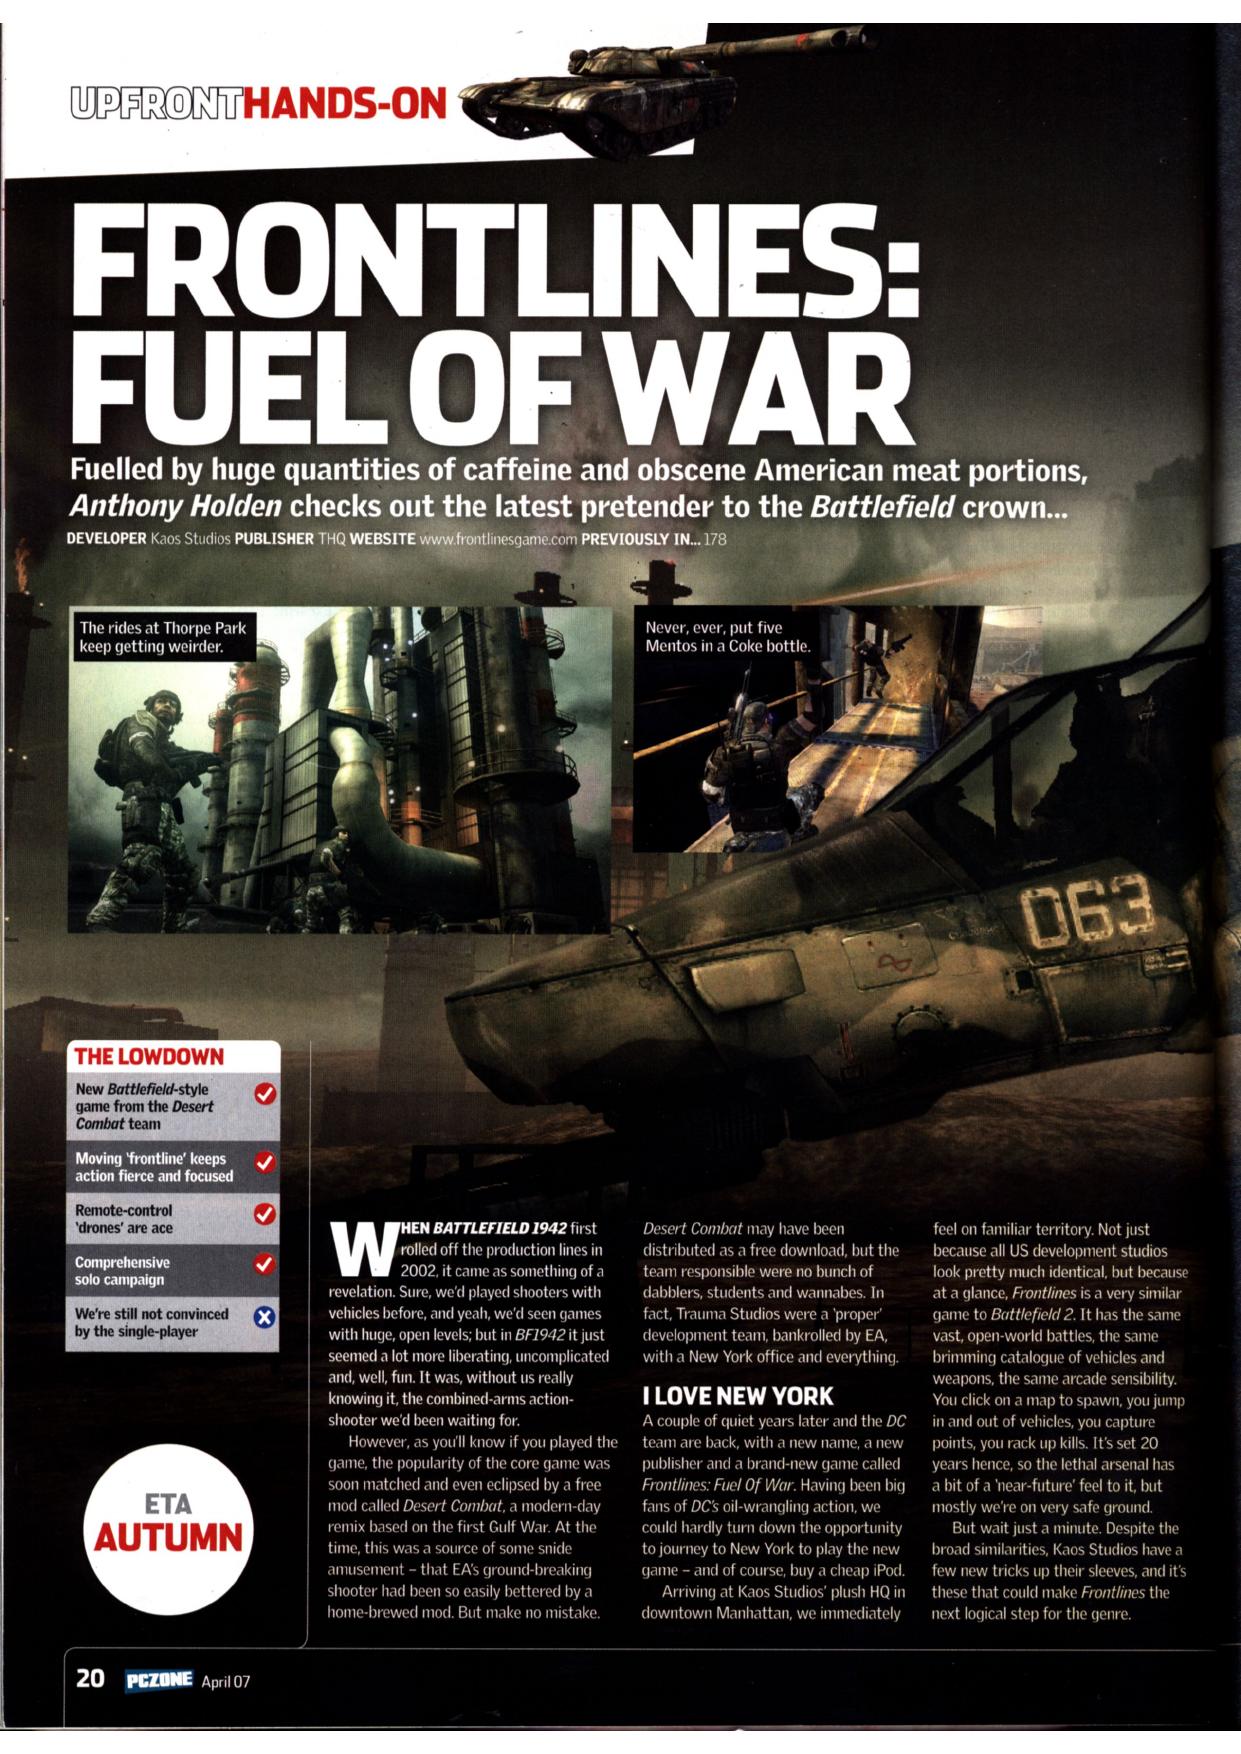 UPFRONTHANDS-ON
FRONTLINES:
FUEL OF WAR
Fuelled by huge quantities of caffeine and obscene American meat portions,
Anthony Holden checks out the latest pretender to the Battlefield crown...
DEVELOPER Kaos Studios PUBLISHER THQ WEBSITE www.frontlinesgame.com PREVIOUSLY IN... 178
The rides at Thorpe Park
keep getting weirder.
Never, ever, put five
Mentos in a Coke bottle.
063
THE LOWDOWN
New Battlefield-style
game from the Desert
Combat team
Moving 'frontline' keeps
action fierce and focused
Remote-control
'drones' are ace
Comprehensive
solo campaign
We're still not convinced
by the single-player
ETA
AUTUMN
WHEN BATTLEFIELD 1942 first
rolled off the production lines in
2002, it came as something of a
revelation. Sure, we'd played shooters with
vehicles before, and yeah, we'd seen games
with huge, open levels; but in BF1942 it just
seemed a lot more liberating, uncomplicated
and, well, fun. It was, without us really
knowing it, the combined-arms action-
shooter we'd been waiting for.
However, as you'll know if you played the
game, the popularity of the core game was
soon matched and even eclipsed by a free
mod called Desert Combat, a modern-day
remix based on the first Gulf War. At the
time, this was a source of some snide
amusement – that EA's ground-breaking
shooter had been so easily bettered by a
home-brewed mod. But make no mistake.
Desert Combat may have been
distributed as a free download, but the
team responsible were no bunch of
dabblers, students and wannabes. In
fact, Trauma Studios were a 'proper'
development team, bankrolled by EA,
with a New York office and everything.
I LOVE NEW YORK
A couple of quiet years later and the DC
team are back, with a new name, a new
publisher and a brand-new game called
Frontlines: Fuel Of War. Having been big
fans of DC's oil-wrangling action, we
could hardly turn down the opportunity
to journey to New York to play the new
game – and of course, buy a cheap iPod.
Arriving at Kaos Studios' plush HQ in
downtown Manhattan, we immediately
feel on familiar territory. Not just
because all US development studios
look pretty much identical, but because
at a glance, Frontlines is a very similar
game to Battlefield 2. It has the same
vast, open-world battles, the same
brimming catalogue of vehicles and
weapons, the same arcade sensibility.
You click on a map to spawn, you jump
in and out of vehicles, you capture
points, you rack up kills. It's set 20
years hence, so the lethal arsenal has
a bit of a 'near-future' feel to it, but
mostly we're on very safe ground.
But wait just a minute. Despite the
broad similarities, Kaos Studios have a
few new tricks up their sleeves, and it's
these that could make Frontlines the
next logical step for the genre.
20 PCZONE April 07